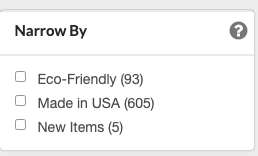 Narrow By ?
Eco-Friendly (93)
Made in USA (605)
New Items (5)